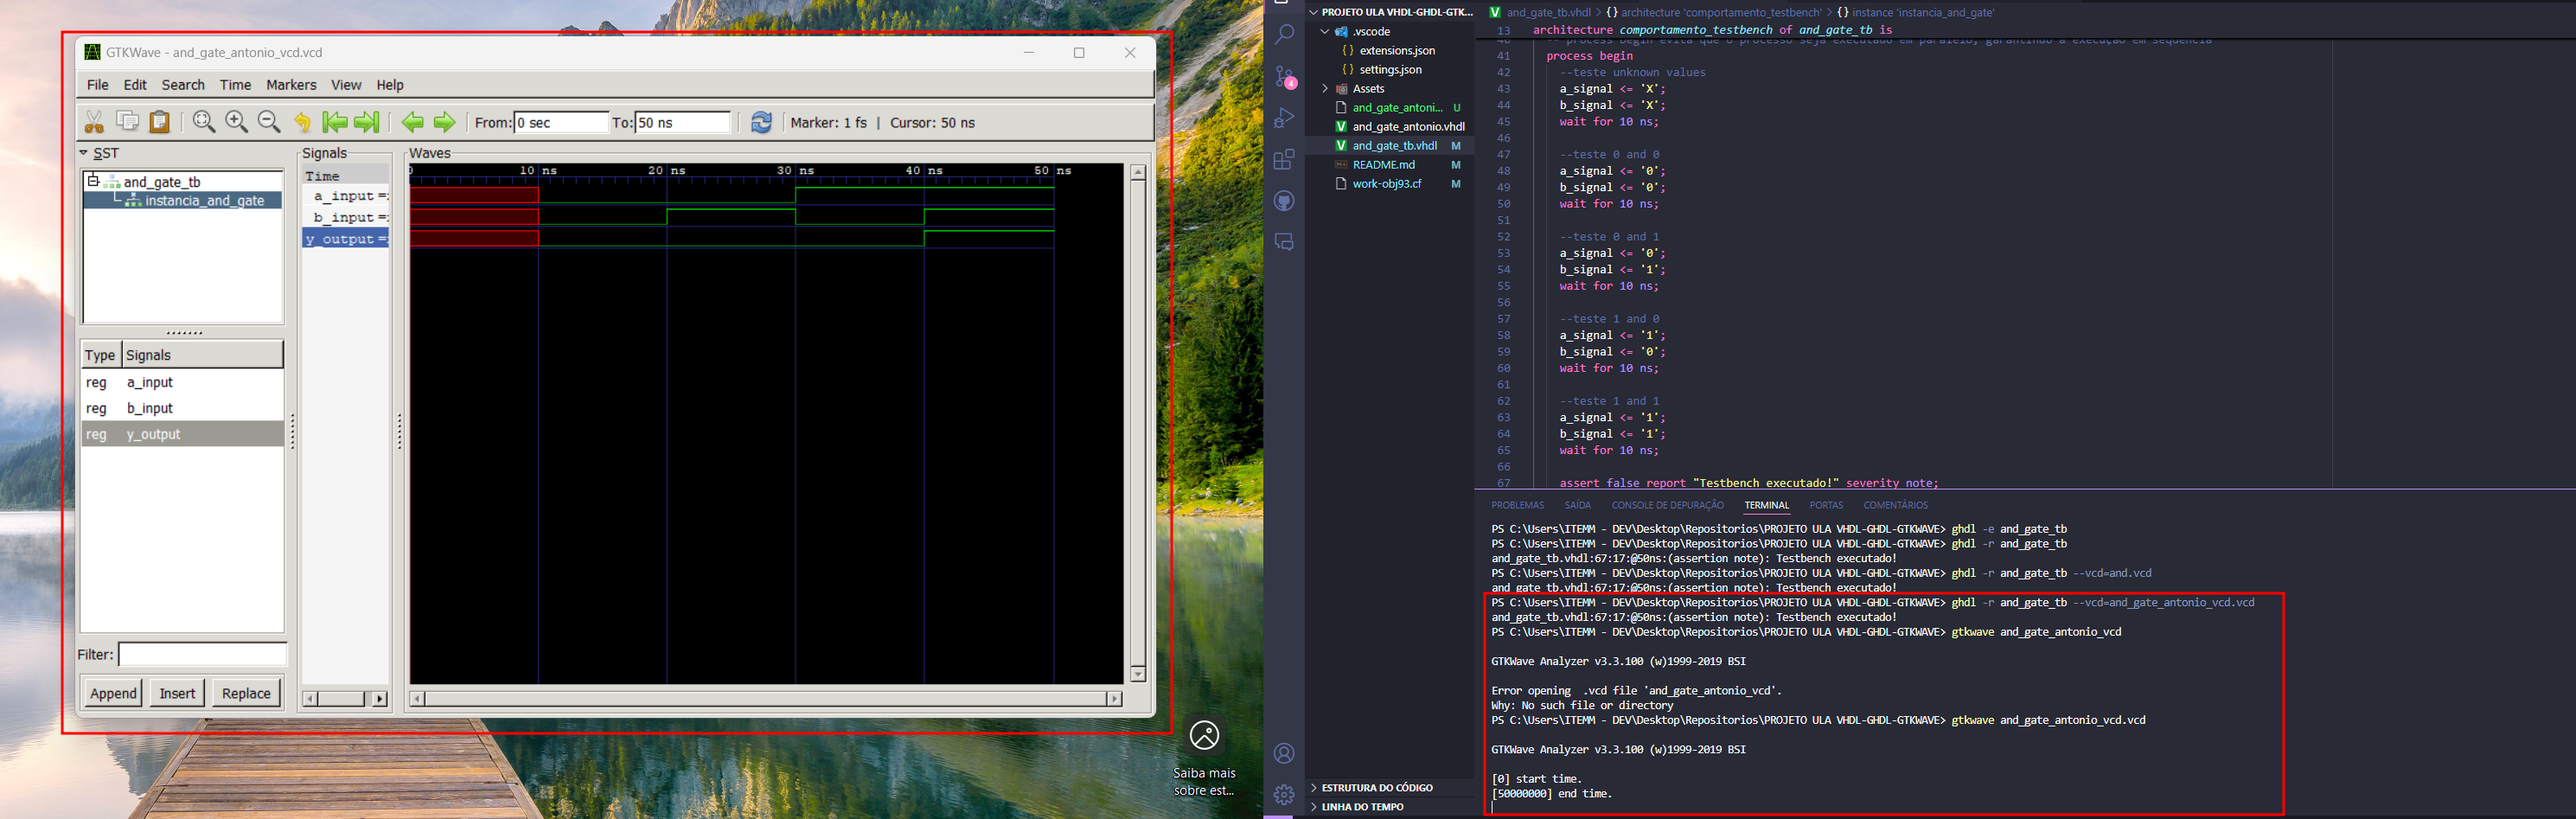 GTKWave - and_gate_antonio_vcd.vcd
File Edit Search Time Markers View Help
From: 0 sec To: 50 ns Marker: 1 fs | Cursor: 50 ns
SST
and_gate_tb
instancia_and_gate
Type Signals
reg a_input
reg b_input
reg y_output
Filter:
Append Insert Replace
Signals
Time
a_input =
b_input =
y_output =
Waves
0 10 ns 20 ns 30 ns 40 ns 50 ns
Saiba mais
sobre est...
4
PROJETO ULA VHDL-GHDL-GTK...
.vscode
{} extensions.json
{} settings.json
Assets
and_gate_antoni... U
and_gate_antonio.vhdl
and_gate_tb.vhdl M
README.md M
work-obj93.cf M
ESTRUTURA DO CÓDIGO
LINHA DO TEMPO
and_gate_tb.vhdl > {} architecture 'comportamento_testbench' > {} instance 'instancia_and_gate'
13 architecture comportamento_testbench of and_gate_tb is
40 -- process begin evita que o processo seja executado em paralelo, garantindo a execução em sequencia
41 process begin
42 --teste unknown values
43 a_signal <= 'X';
44 b_signal <= 'X';
45 wait for 10 ns;
46
47 --teste 0 and 0
48 a_signal <= '0';
49 b_signal <= '0';
50 wait for 10 ns;
51
52 --teste 0 and 1
53 a_signal <= '0';
54 b_signal <= '1';
55 wait for 10 ns;
56
57 --teste 1 and 0
58 a_signal <= '1';
59 b_signal <= '0';
60 wait for 10 ns;
61
62 --teste 1 and 1
63 a_signal <= '1';
64 b_signal <= '1';
65 wait for 10 ns;
66
67 assert false report "Testbench executado!" severity note;
PROBLEMAS SAÍDA CONSOLE DE DEPURAÇÃO TERMINAL PORTAS COMENTÁRIOS
PS C:\Users\ITEMM - DEV\Desktop\Repositorios\PROJETO ULA VHDL-GHDL-GTKWAVE> ghdl -e and_gate_tb
PS C:\Users\ITEMM - DEV\Desktop\Repositorios\PROJETO ULA VHDL-GHDL-GTKWAVE> ghdl -r and_gate_tb
and_gate_tb.vhdl:67:17:@50ns:(assertion note): Testbench executado!
PS C:\Users\ITEMM - DEV\Desktop\Repositorios\PROJETO ULA VHDL-GHDL-GTKWAVE> ghdl -r and_gate_tb --vcd=and.vcd
and_gate_tb.vhdl:67:17:@50ns:(assertion note): Testbench executado!
PS C:\Users\ITEMM - DEV\Desktop\Repositorios\PROJETO ULA VHDL-GHDL-GTKWAVE> ghdl -r and_gate_tb --vcd=and_gate_antonio_vcd.vcd
and_gate_tb.vhdl:67:17:@50ns:(assertion note): Testbench executado!
PS C:\Users\ITEMM - DEV\Desktop\Repositorios\PROJETO ULA VHDL-GHDL-GTKWAVE> gtkwave and_gate_antonio_vcd
GTKWave Analyzer v3.3.100 (w)1999-2019 BSI
Error opening .vcd file 'and_gate_antonio_vcd'.
Why: No such file or directory
PS C:\Users\ITEMM - DEV\Desktop\Repositorios\PROJETO ULA VHDL-GHDL-GTKWAVE> gtkwave and_gate_antonio_vcd.vcd
GTKWave Analyzer v3.3.100 (w)1999-2019 BSI
[0] start time.
[50000000] end time.